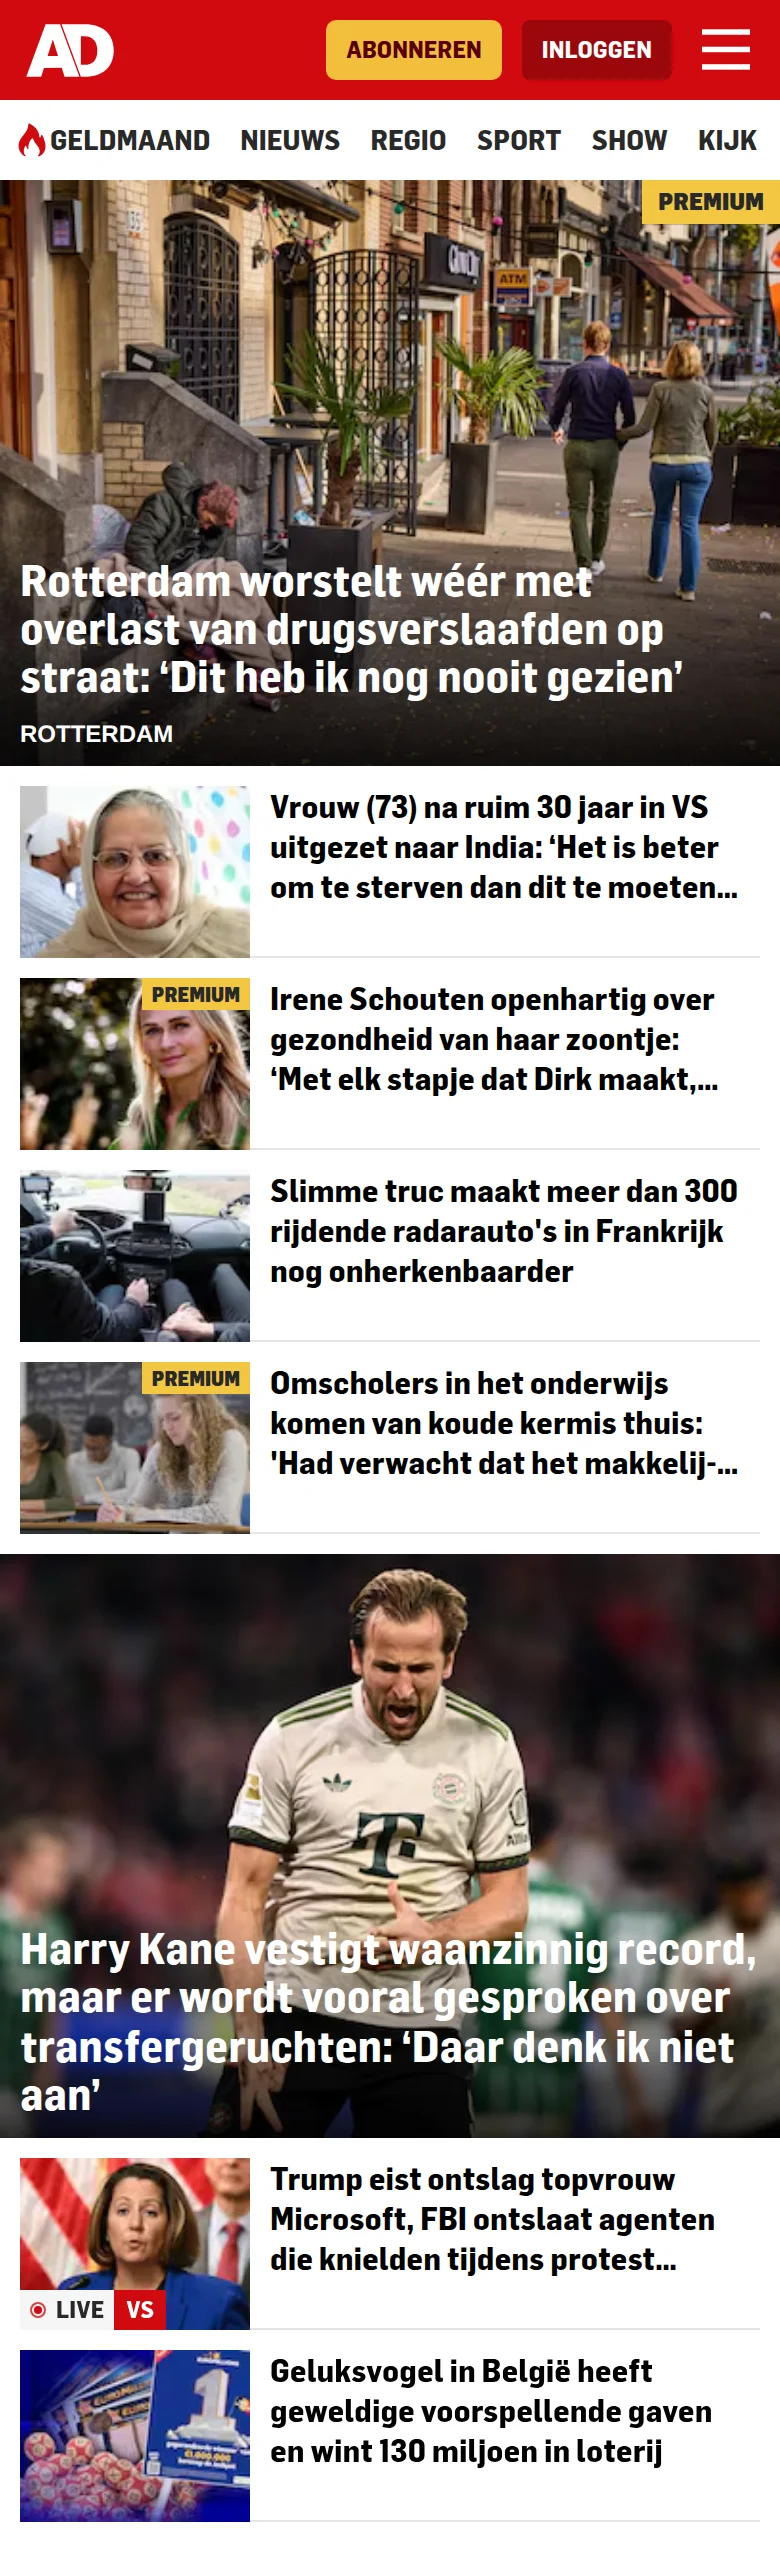 AD
ABONNEREN
INLOGGEN
GELDMAAND NIEUWS REGIO SPORT SHOW KIJK
PREMIUM
ATM
Rotterdam worstelt wéér met
overlast van drugsverslaafden op
straat: ‘Dit heb ik nog nooit gezien’
ROTTERDAM
Vrouw (73) na ruim 30 jaar in VS
uitgezet naar India: ‘Het is beter
om te sterven dan dit te moeten...
PREMIUM
Irene Schouten openhartig over
gezondheid van haar zoontje:
‘Met elk stapje dat Dirk maakt,...
Slimme truc maakt meer dan 300
rijdende radarauto's in Frankrijk
nog onherkenbaarder
PREMIUM
Omscholers in het onderwijs
komen van koude kermis thuis:
'Had verwacht dat het makkelij-...
T
Harry Kane vestigt waanzinnig record,
maar er wordt vooral gesproken over
transfergeruchten: ‘Daar denk ik niet
aan’
Trump eist ontslag topvrouw
Microsoft, FBI ontslaat agenten
die knielden tijdens protest...
LIVE VS
Geluksvogel in België heeft
geweldige voorspellende gaven
en wint 130 miljoen in loterij
1